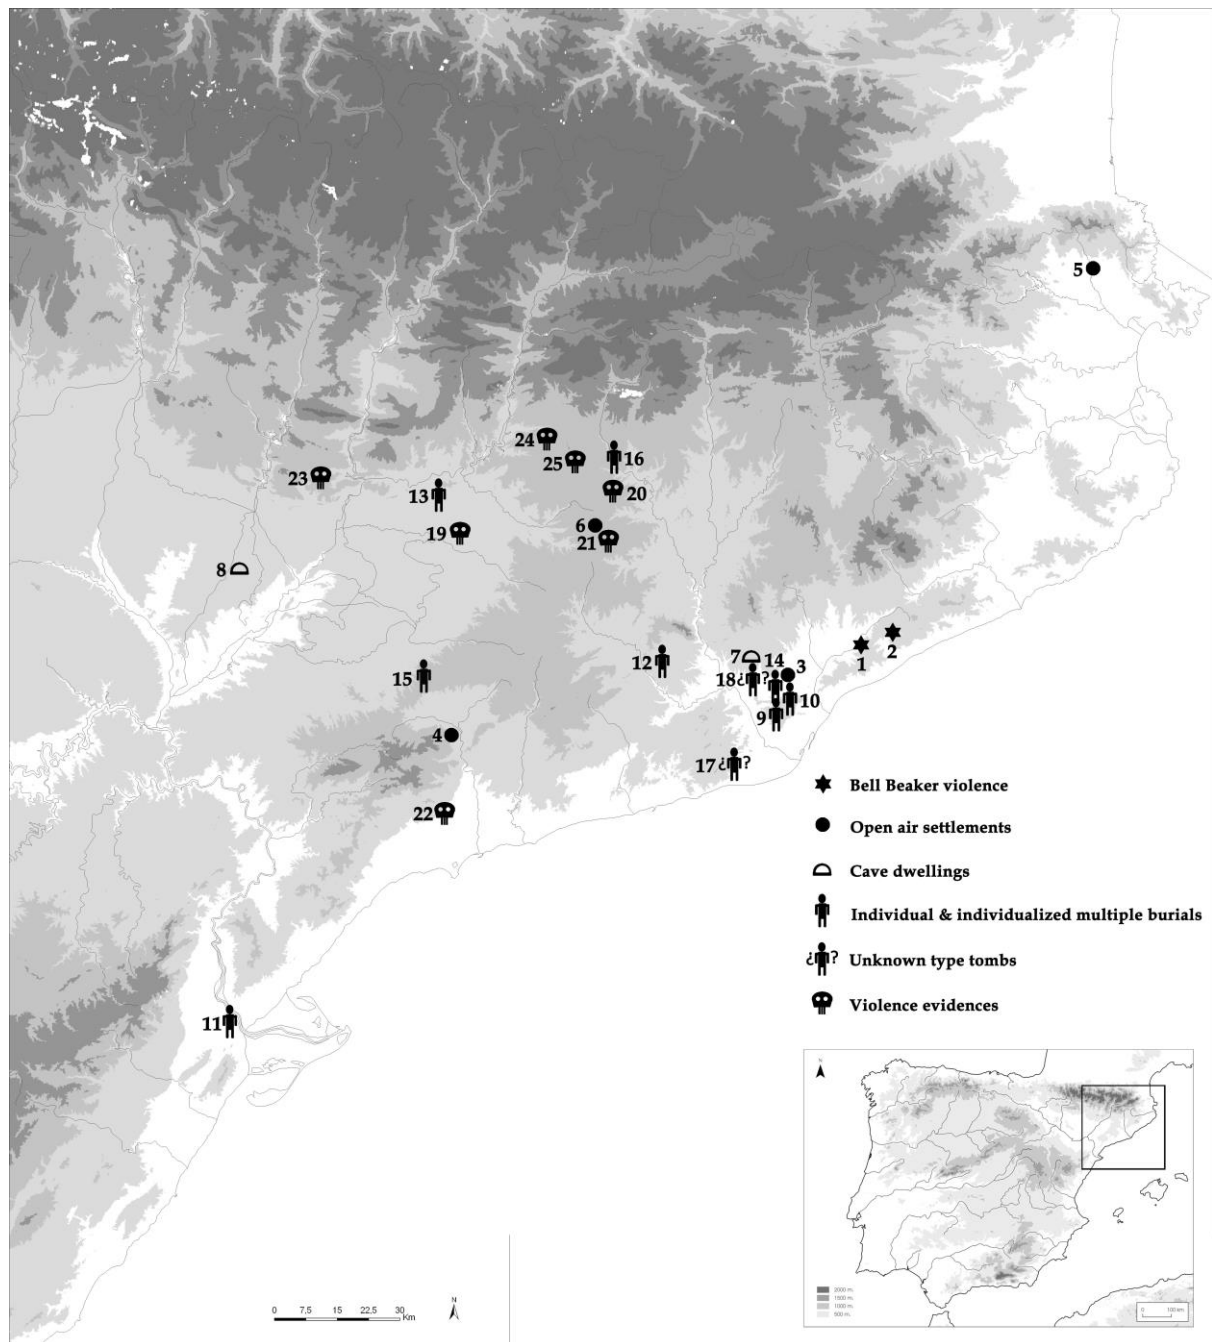 5
24
25
16
23
13
20
19
6
21
8
1
2
12
7
14
3
18 ¿ ?
15
10
9
4
17 ¿ ?
22
11
Bell Beaker violence
Open air settlements
Cave dwellings
Individual & individualized multiple burials
¿ ? Unknown type tombs
Violence evidences
N
2000 m.
1500 m.
1000 m.
500 m.
0 100 km
N
0 7,5 15 22,5 30
Km